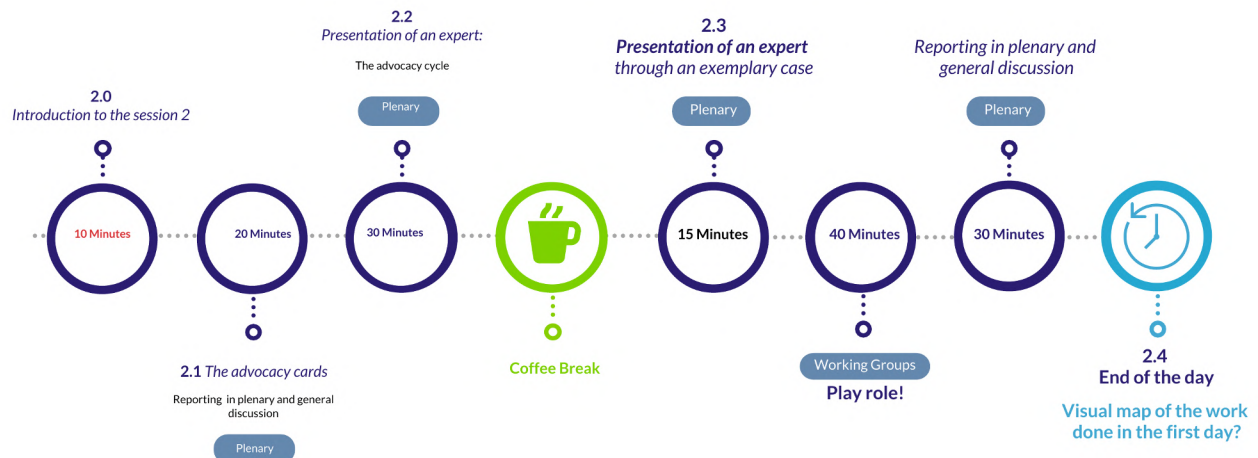 2.0
Introduction to the session 2
10 Minutes
20 Minutes
2.1 The advocacy cards
Reporting in plenary and general
discussion
Plenary
2.2
Presentation of an expert:
The advocacy cycle
Plenary
30 Minutes
Coffee Break
2.3
Presentation of an expert
through an exemplary case
Plenary
15 Minutes
40 Minutes
Working Groups
Play role!
Reporting in plenary and
general discussion
Plenary
30 Minutes
2.4
End of the day
Visual map of the work
done in the first day?